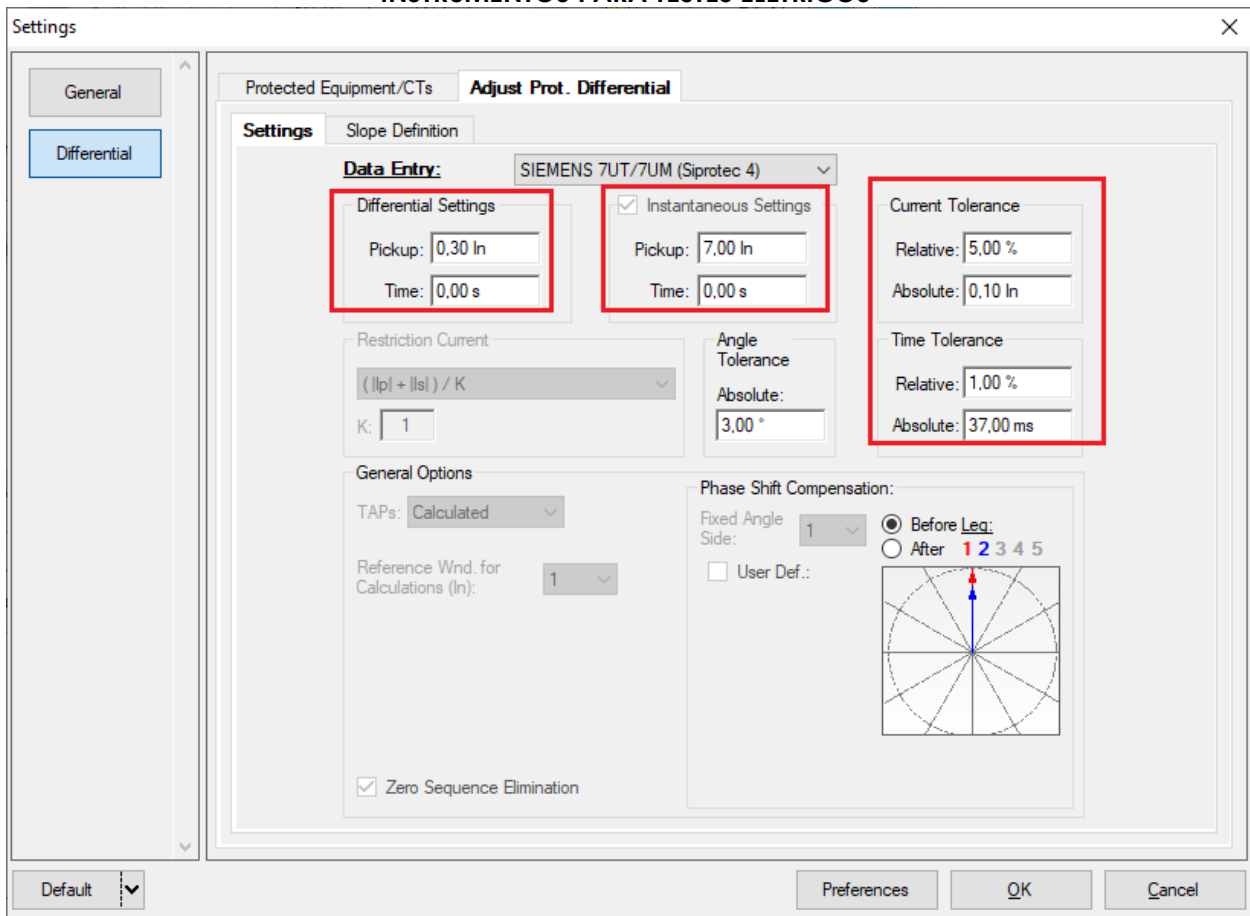 INSTRUMENTOS PARA TESTES ELÉTRICOS
Settings
General
Differential
Protected Equipment/CTs
Adjust Prot. Differential
Settings
Slope Definition
Data Entry:
SIEMENS 7UT/7UM (Siprotec 4)
Differential Settings
Pickup: 0,30 In
Time: 0,00 s
Instantaneous Settings
Pickup: 7,00 In
Time: 0,00 s
Current Tolerance
Relative: 5,00 %
Absolute: 0,10 In
Restriction Current
( |Ip| + |Is| ) / K
K: 1
Angle
Tolerance
Absolute:
3,00 °
Time Tolerance
Relative: 1,00 %
Absolute: 37,00 ms
General Options
TAPs: Calculated
Reference Wnd. for
Calculations (In):
1
Zero Sequence Elimination
Phase Shift Compensation:
Fixed Angle
Side:
1
Before Leg:
After 1 2 3 4 5
User Def.:
Default
Preferences
OK
Cancel